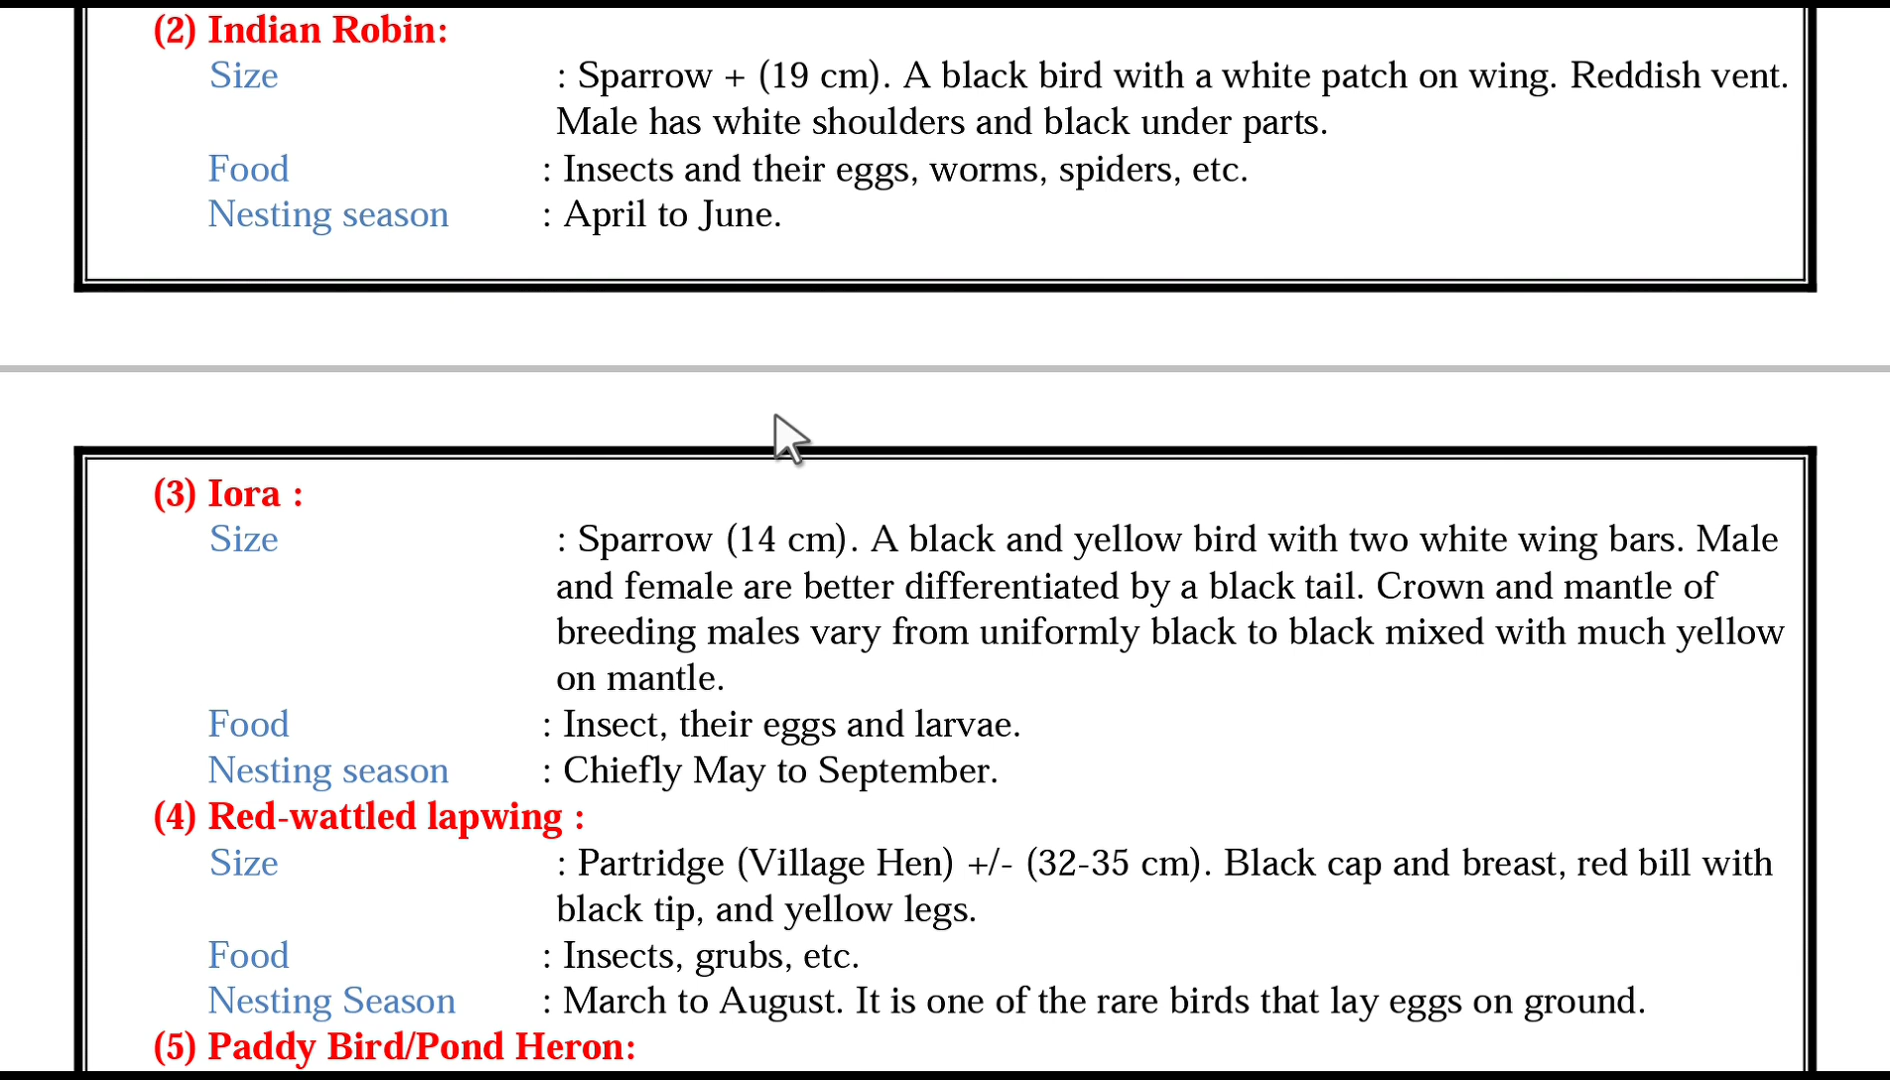 (2) Indian Robin:
Size : Sparrow + (19 cm). A black bird with a white patch on wing. Reddish vent.
Male has white shoulders and black under parts.
Food : Insects and their eggs, worms, spiders, etc.
Nesting season : April to June.
(3) Iora :
Size : Sparrow (14 cm). A black and yellow bird with two white wing bars. Male
and female are better differentiated by a black tail. Crown and mantle of
breeding males vary from uniformly black to black mixed with much yellow
on mantle.
Food : Insect, their eggs and larvae.
Nesting season : Chiefly May to September.
(4) Red-wattled lapwing :
Size : Partridge (Village Hen) +/- (32-35 cm). Black cap and breast, red bill with
black tip, and yellow legs.
Food : Insects, grubs, etc.
Nesting Season : March to August. It is one of the rare birds that lay eggs on ground.
(5) Paddy Bird/Pond Heron: